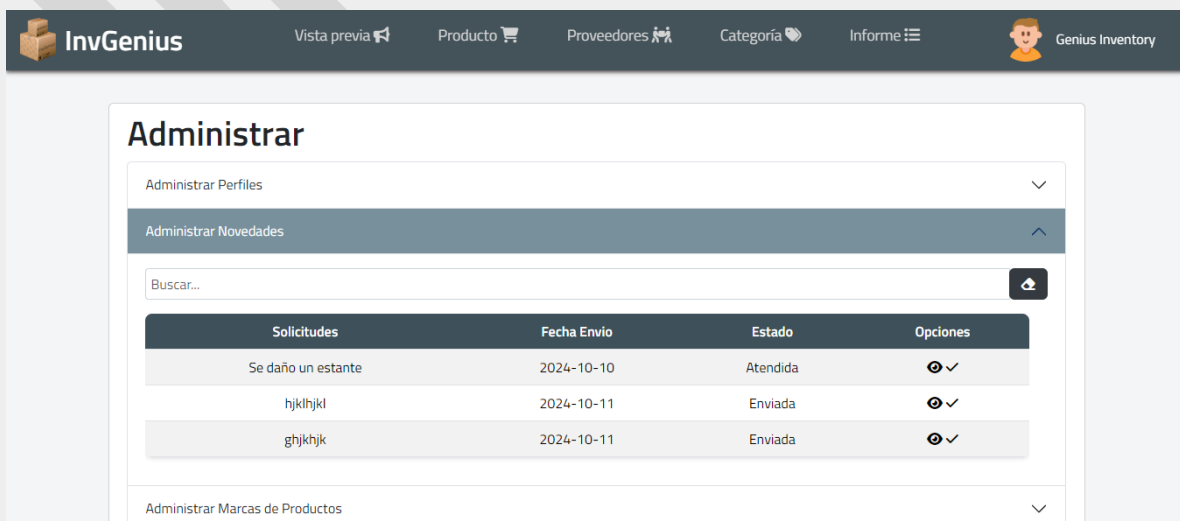 InvGenius Vista previa Producto Proveedores Categoría Informe Genius Inventory
Administrar
Administrar Perfiles
Administrar Novedades
Buscar...
Solicitudes Fecha Envio Estado Opciones
Se daño un estante 2024-10-10 Atendida
hjklhjkl 2024-10-11 Enviada
ghjkhjk 2024-10-11 Enviada
Administrar Marcas de Productos